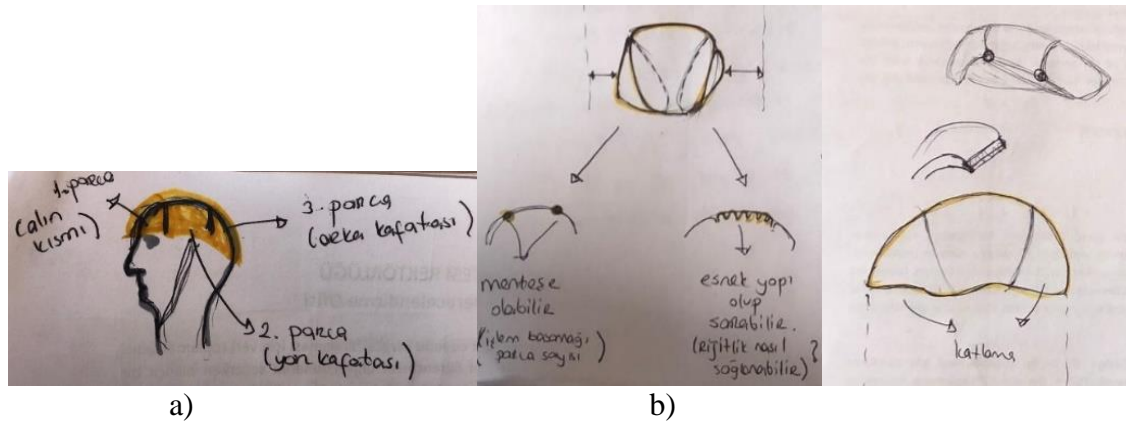 1. parça
(alın
kısmı)
3. parça
(arka kafatası)
2. parça
(yan kafatası)
a)
menteşe
olabilir
(işlem basamağı
parça sayısı)
esnek yapı
olup
sarabilir.
(rijitlik nasıl
sağlanabilir)?
b)
katlama